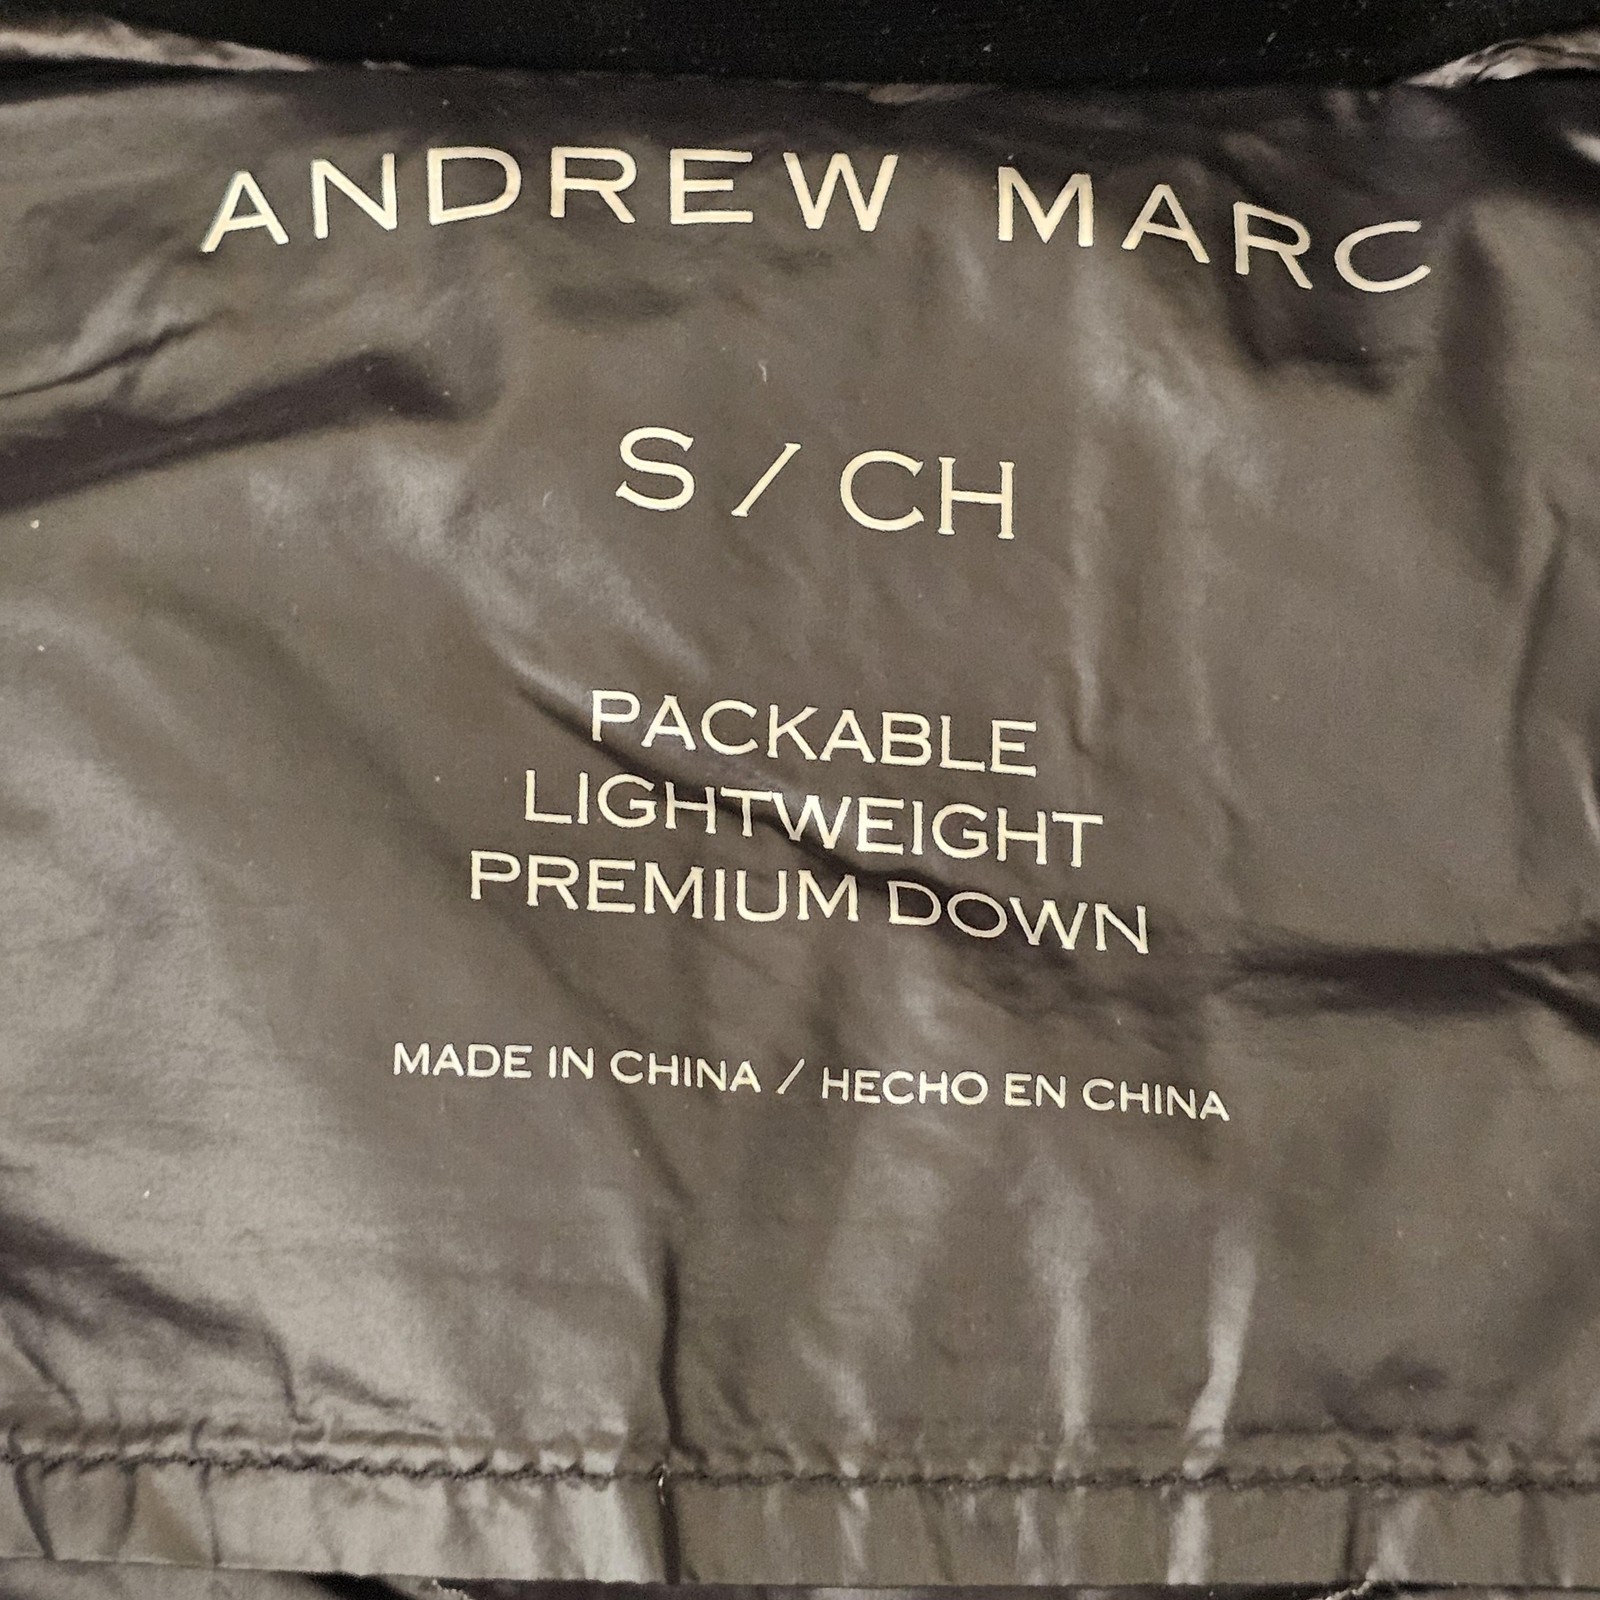 ANDREW MARC
S / CH
PACKABLE
LIGHTWEIGHT
PREMIUM DOWN
MADE IN CHINA / HECHO EN CHINA